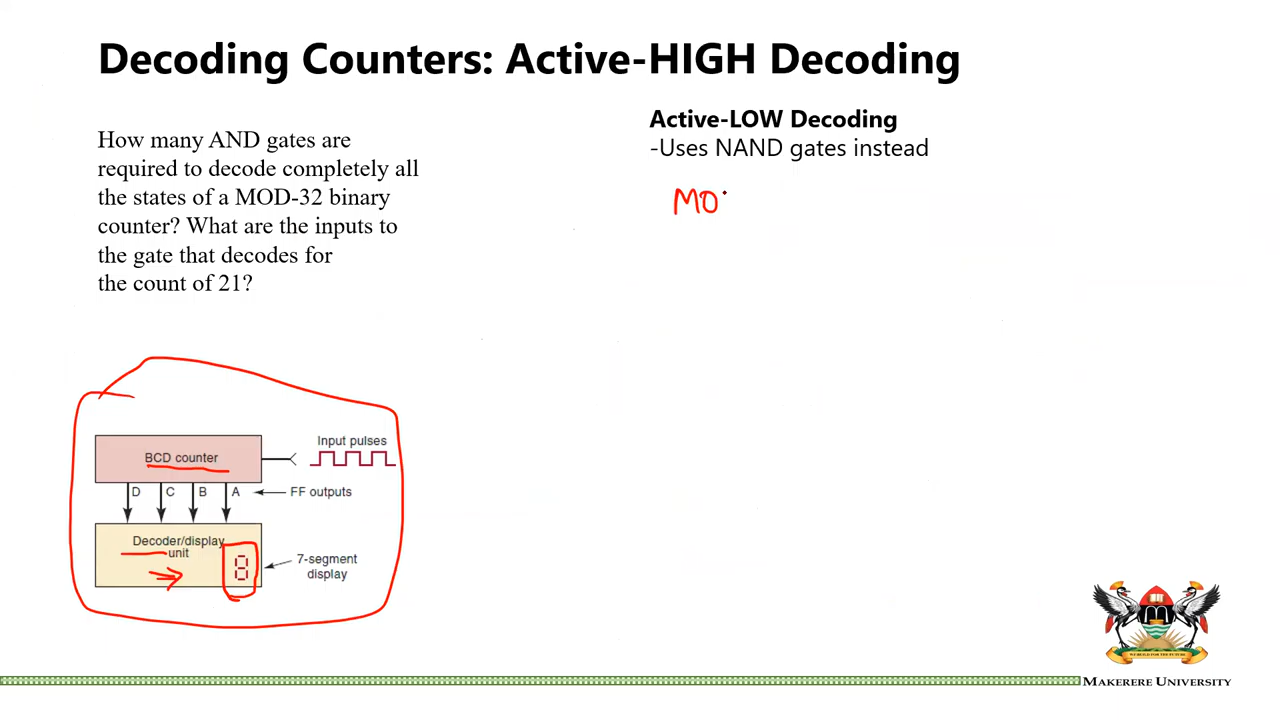 Decoding Counters: Active-HIGH Decoding
How many AND gates are
required to decode completely all
the states of a MOD-32 binary
counter? What are the inputs to
the gate that decodes for
the count of 21?
Active-LOW Decoding
-Uses NAND gates instead
MO
BCD counter
Input pulses
D C B A
FF outputs
Decoder/display
unit
8
7-segment
display
MAKERERE UNIVERSITY